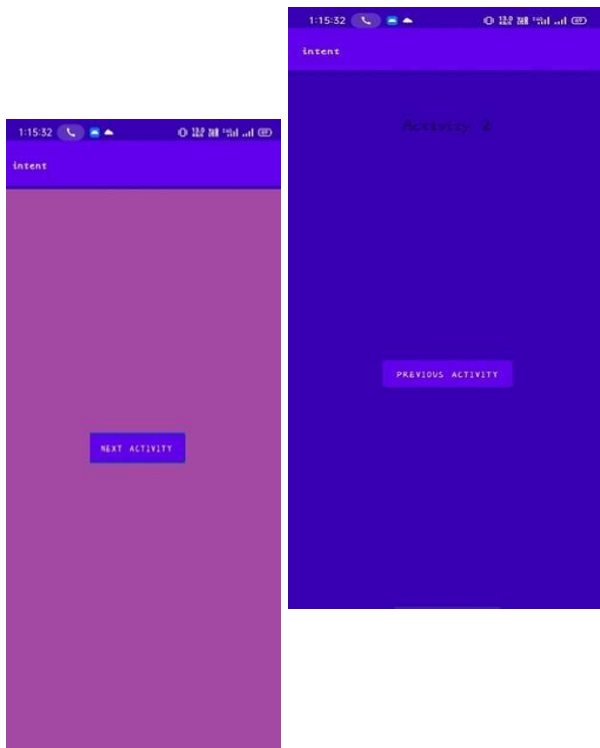 1:15:32
intent
NEXT ACTIVITY
1:15:32
intent
Activity 2
PREVIOUS ACTIVITY